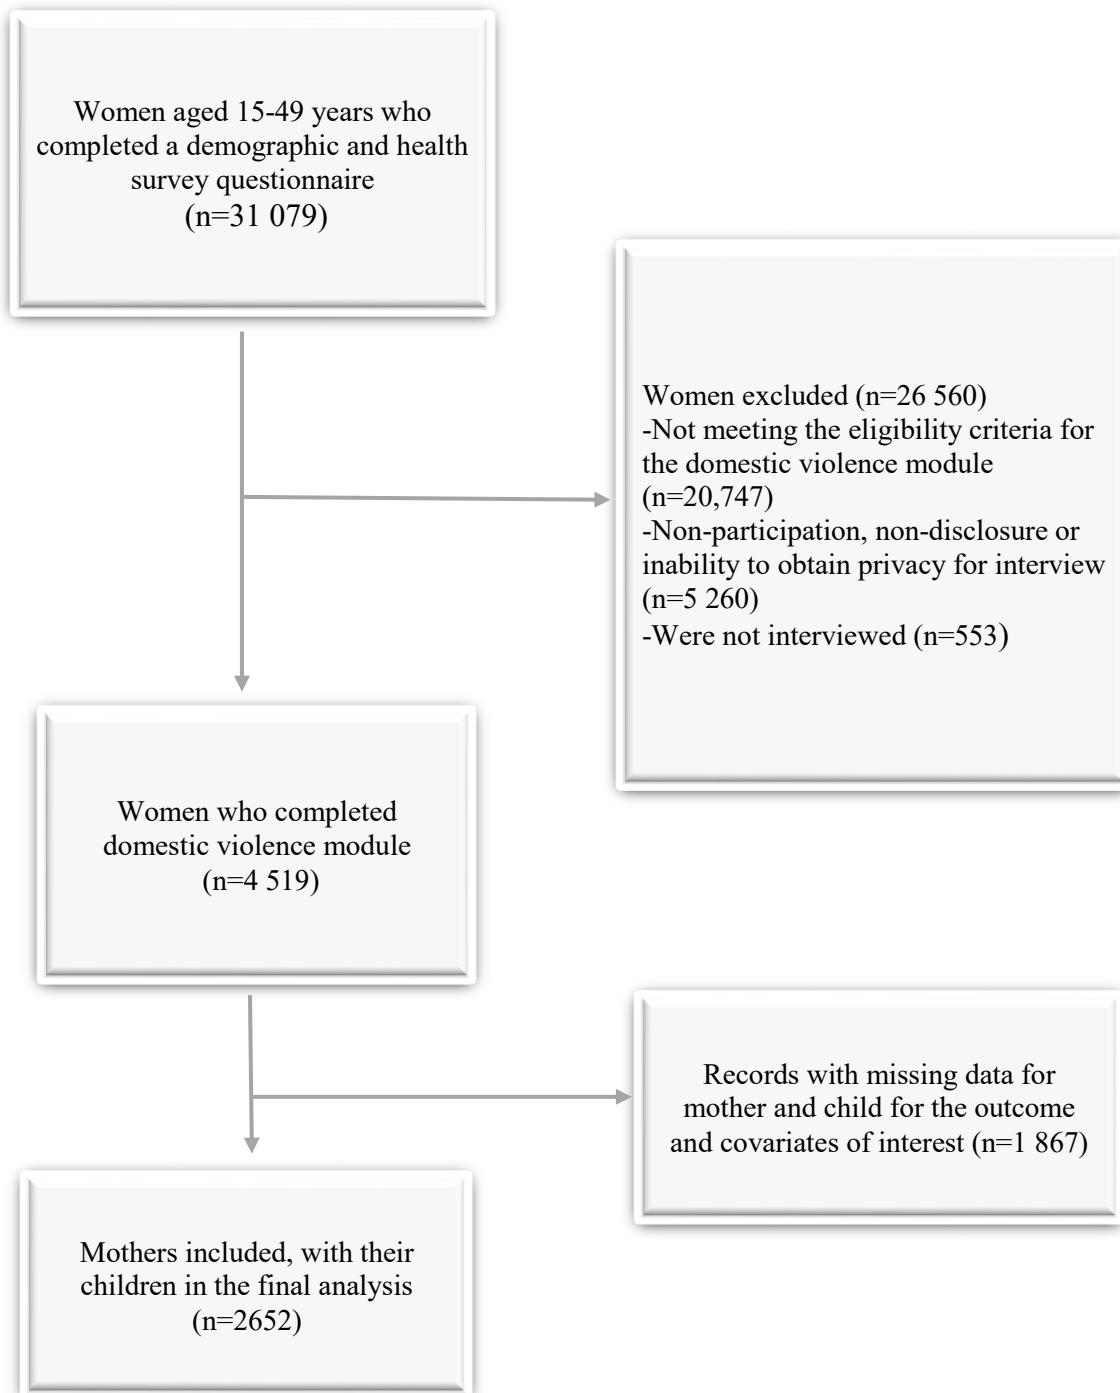 Women aged 15-49 years who
completed a demographic and health
survey questionnaire
(n=31 079)
Women excluded (n=26 560)
-Not meeting the eligibility criteria for
the domestic violence module
(n=20,747)
-Non-participation, non-disclosure or
inability to obtain privacy for interview
(n=5 260)
-Were not interviewed (n=553)
Women who completed
domestic violence module
(n=4 519)
Records with missing data for
mother and child for the outcome
and covariates of interest (n=1 867)
Mothers included, with their
children in the final analysis
(n=2652)